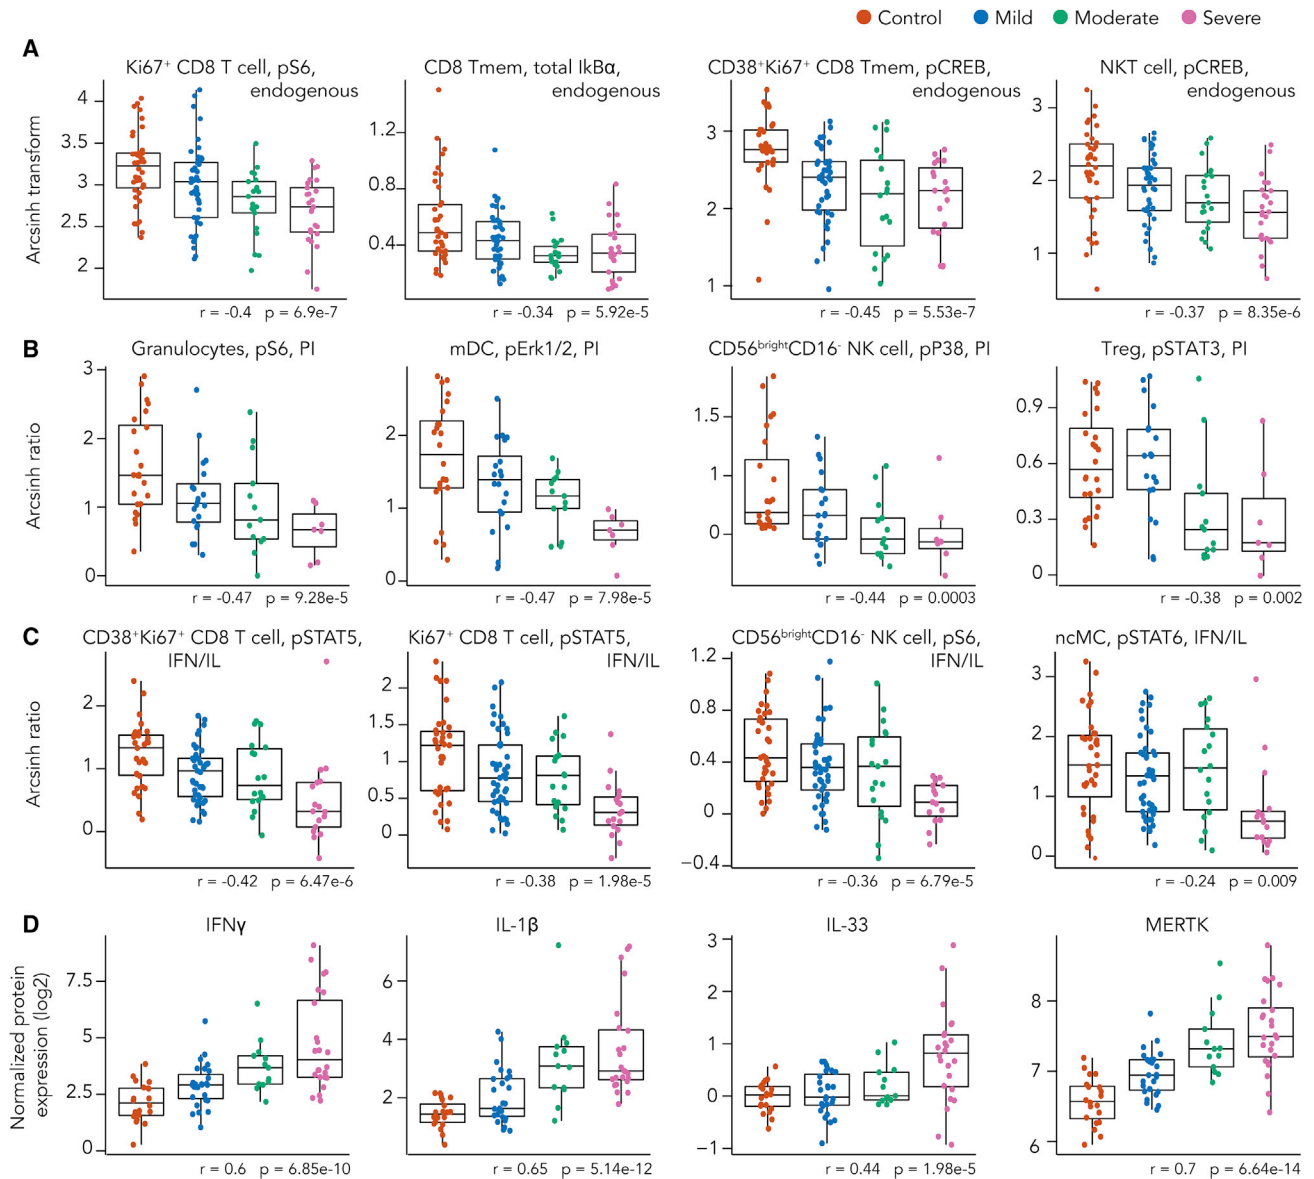 Control Mild Moderate Severe
A
Ki67+ CD8 T cell, pS6,
endogenous
CD8 Tmem, total IkBα,
endogenous
CD38+Ki67+ CD8 Tmem, pCREB,
endogenous
NKT cell, pCREB,
endogenous
Arcsinh transform
4
3.5
3
2.5
2
1.2
0.8
0.4
3
2
1
3
2
1
r = -0.4 p = 6.9e-7
r = -0.34 p = 5.92e-5
r = -0.45 p = 5.53e-7
r = -0.37 p = 8.35e-6
B
Granulocytes, pS6, PI
mDC, pErk1/2, PI
CD56brightCD16- NK cell, pP38, PI
Treg, pSTAT3, PI
Arcsinh ratio
3
2
1
0
2
1
0
1.5
1
0
0.9
0.6
0.3
0
r = -0.47 p = 9.28e-5
r = -0.47 p = 7.98e-5
r = -0.44 p = 0.0003
r = -0.38 p = 0.002
C
CD38+Ki67+ CD8 T cell, pSTAT5,
IFN/IL
Ki67+ CD8 T cell, pSTAT5,
IFN/IL
CD56brightCD16- NK cell, pS6,
IFN/IL
ncMC, pSTAT6, IFN/IL
Arcsinh ratio
2
1
0
2
1.5
1
0.5
0
1.2
0.8
0.4
0
−0.4
3
2
1
0
r = -0.42 p = 6.47e-6
r = -0.38 p = 1.98e-5
r = -0.36 p = 6.79e-5
r = -0.24 p = 0.009
D
IFNγ
IL-1β
IL-33
MERTK
Normalized protein
expression (log2)
7.5
5
2.5
0
6
4
2
3
2
1
0
−1
8
7
6
r = 0.6 p = 6.85e-10
r = 0.65 p = 5.14e-12
r = 0.44 p = 1.98e-5
r = 0.7 p = 6.64e-14